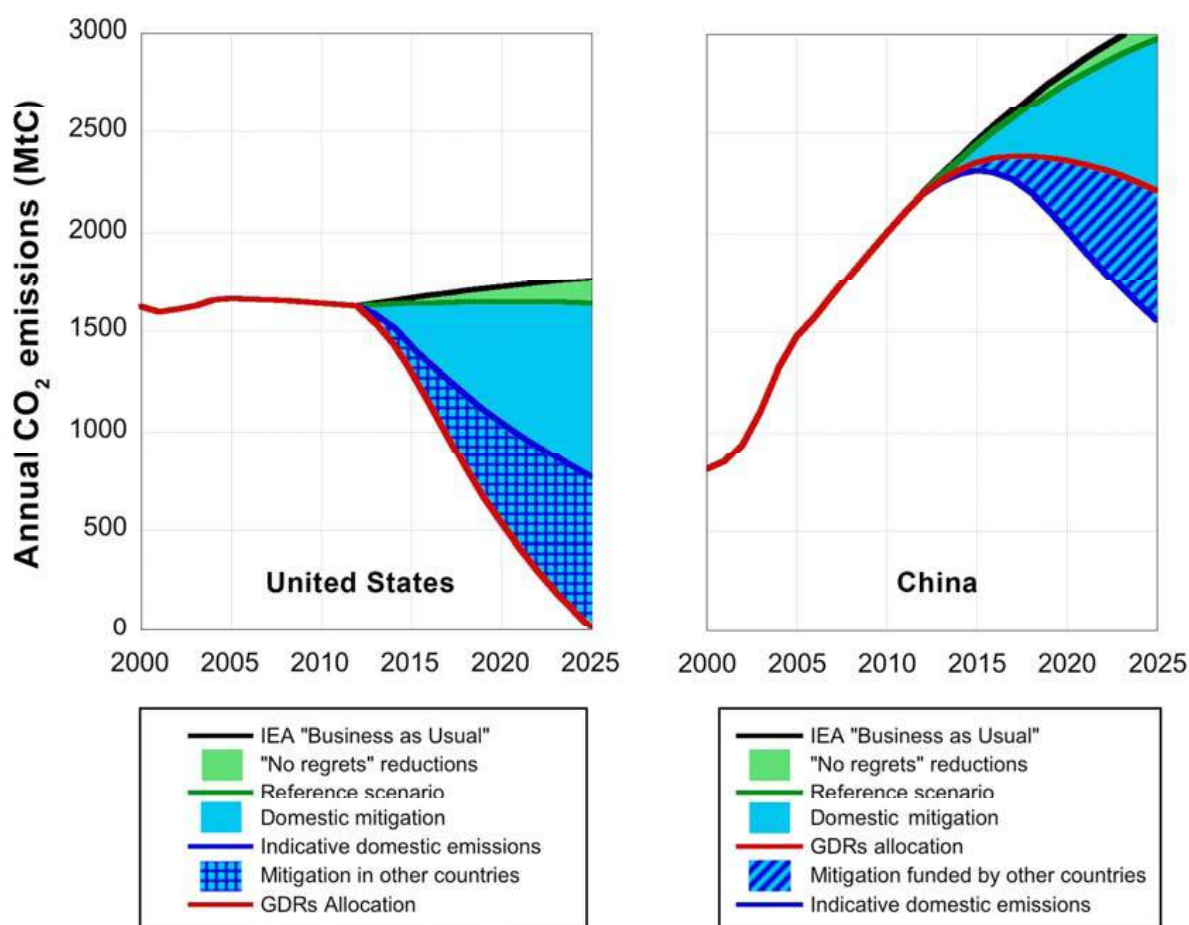 Annual CO2 emissions (MtC)
3000
2500
2000
1500
1000
500
0
United States
China
2000 2005 2010 2015 2020 2025
2000 2005 2010 2015 2020 2025
IEA "Business as Usual"
"No regrets" reductions
Reference scenario
Domestic mitigation
Indicative domestic emissions
Mitigation in other countries
GDRs Allocation
IEA "Business as Usual"
"No regrets" reductions
Reference scenario
Domestic mitigation
GDRs allocation
Mitigation funded by other countries
Indicative domestic emissions